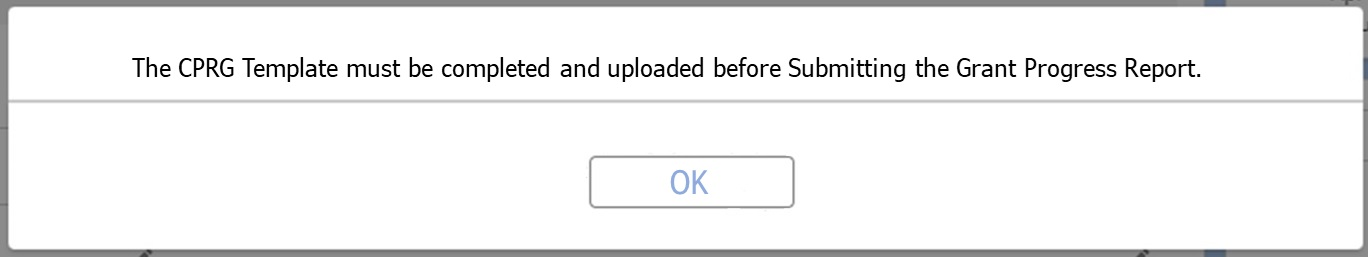 The CPRG Template must be completed and uploaded before Submitting the Grant Progress Report.
OK